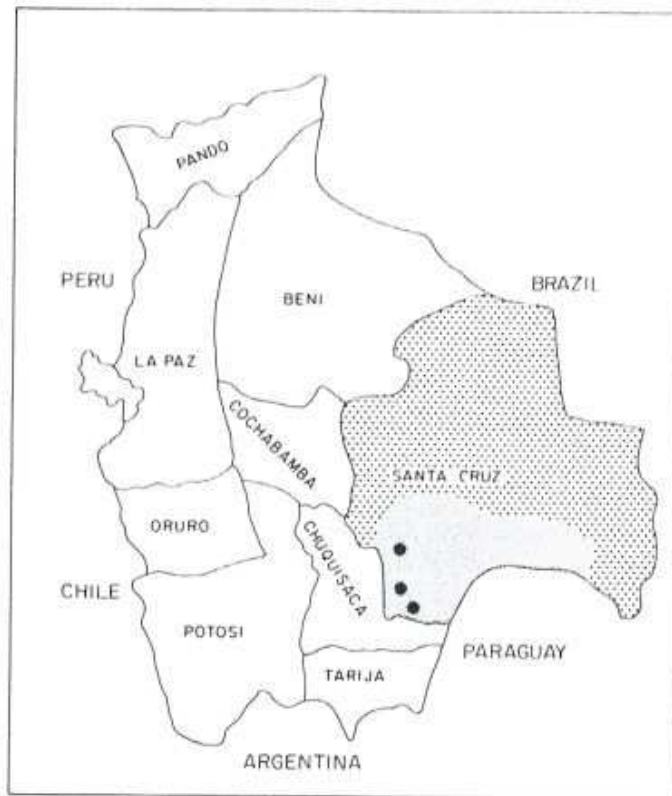 PANDO
PERU
BENI
BRAZIL
LA PAZ
COCHABAMBA
SANTA CRUZ
ORURO
CHUQUISACA
CHILE
POTOSI
PARAGUAY
TARIJA
ARGENTINA